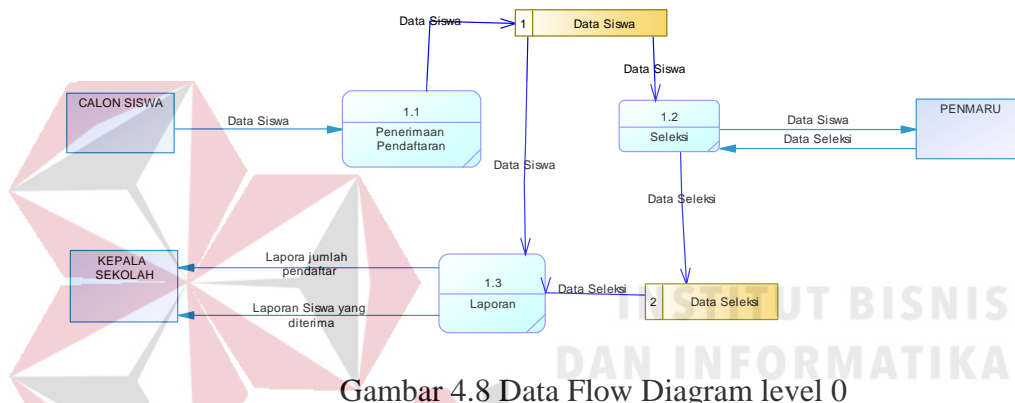 Data Siswa
1 Data Siswa
Data Siswa
CALON SISWA
Data Siswa
1.1
Penerimaan
Pendaftaran
1.2
Seleksi
Data Siswa
Data Seleksi
PENMARU
Data Siswa
Data Seleksi
KEPALA
SEKOLAH
Lapora jumlah
pendaftar
Laporan Siswa yang
diterima
1.3
Laporan
Data Seleksi
2 Data Seleksi
INSTITUT BISNIS
DAN INFORMATIKA
Gambar 4.8 Data Flow Diagram level 0